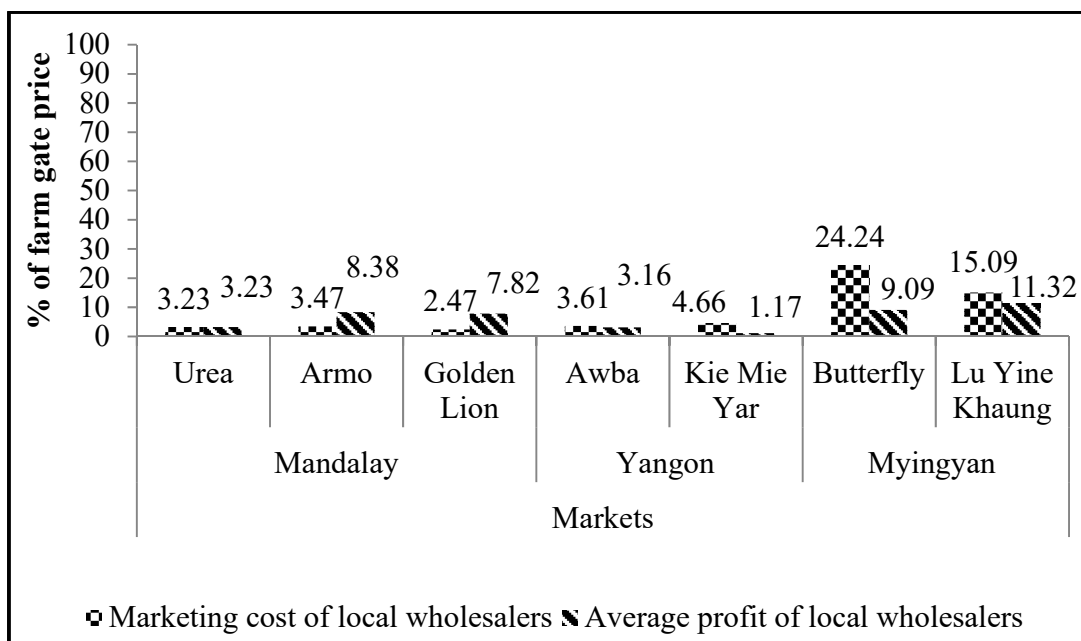 % of farm gate price
100
90
80
70
60
50
40
30
20
10
0
3.23 3.23
3.47 8.38
2.47 7.82
3.61 3.16
4.66 1.17
24.24 9.09
15.09 11.32
Urea
Armo
Golden
Lion
Awba
Kie Mie
Yar
Butterfly
Lu Yine
Khaung
Mandalay
Yangon
Myingyan
Markets
Marketing cost of local wholesalers
Average profit of local wholesalers